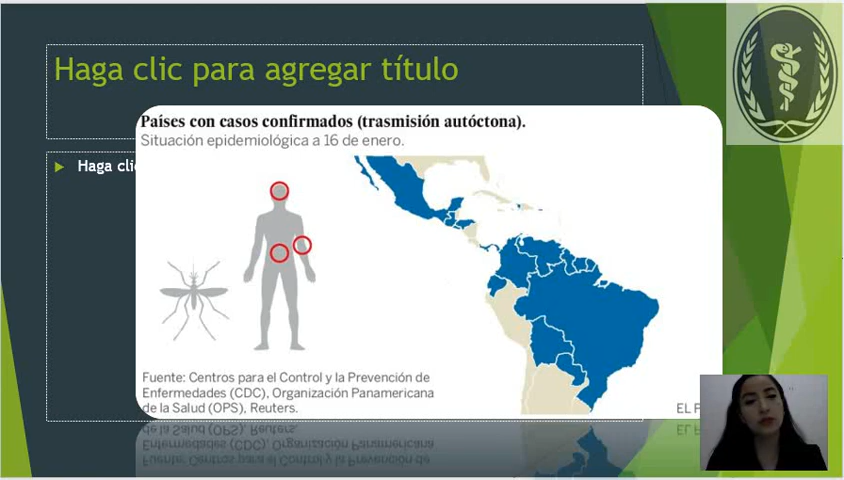 Haga clic para agregar título
Países con casos confirmados (trasmisión autóctona).
Situación epidemiológica a 16 de enero.
Haga
Fuente: Centros para el Control y la Prevención de
Enfermedades (CDC), Organización Panamericana
de la Salud (OPS), Reuters.
EL